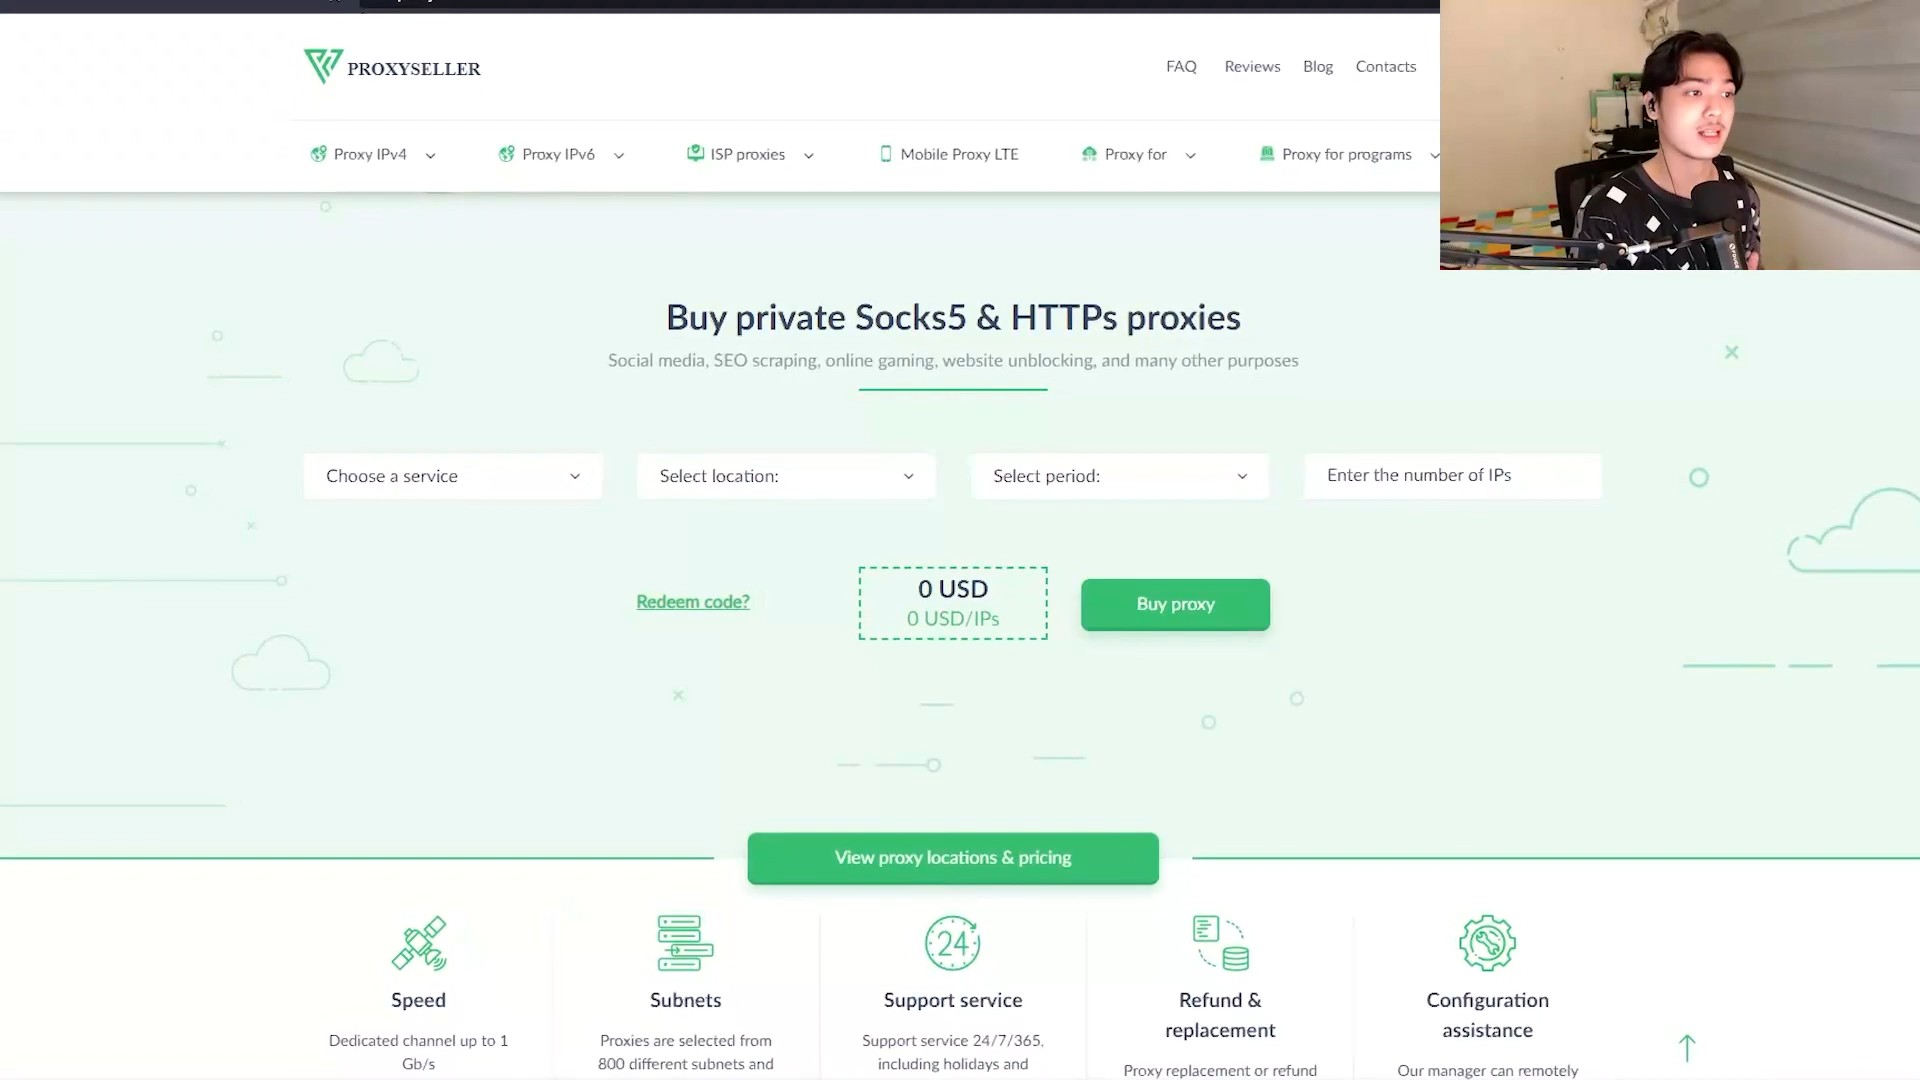 PROXYSELLER
FAQ Reviews Blog Contacts
Proxy IPv4 Proxy IPv6 ISP proxies Mobile Proxy LTE Proxy for Proxy for programs
Buy private Socks5 & HTTPs proxies
Social media, SEO scraping, online gaming, website unblocking, and many other purposes
Choose a service Select location: Select period: Enter the number of IPs
Redeem code? 0 USD Buy proxy
0 USD/IPs
View proxy locations & pricing
24
Speed
Dedicated channel up to 1
Gb/s
Subnets
Proxies are selected from
800 different subnets and
Support service
Support service 24/7/365,
including holidays and
Refund &
replacement
Proxy replacement or refund
Configuration
assistance
Our manager can remotely